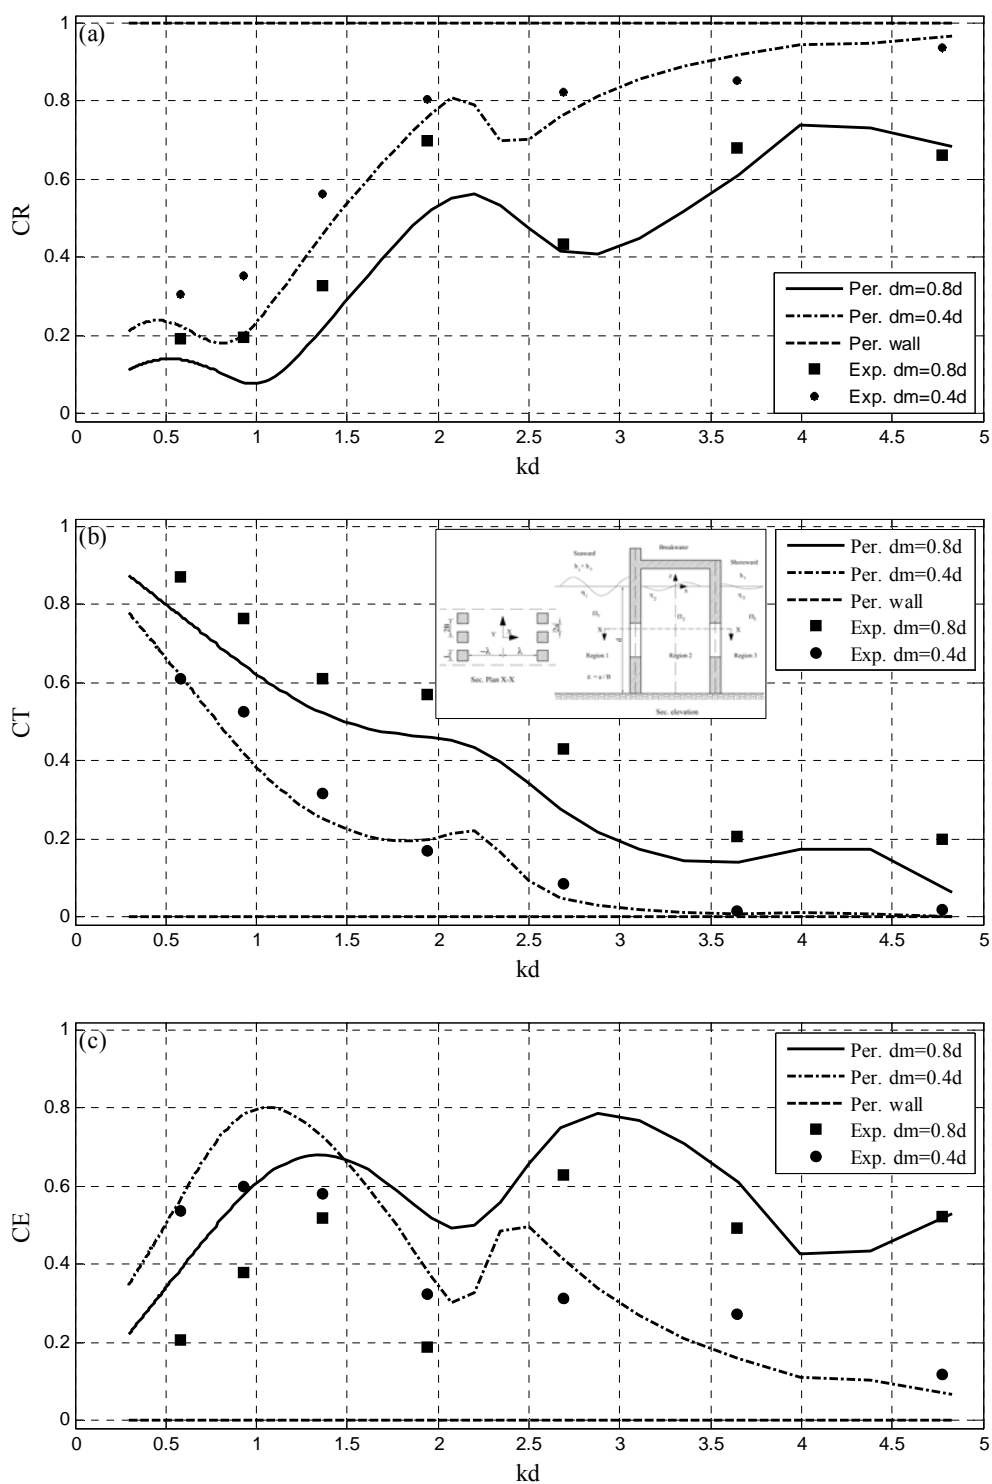 (a)
CR
1
0.8
0.6
0.4
0.2
0
0 0.5 1 1.5 2 2.5 3 3.5 4 4.5 5
kd
Per. dm=0.8d
Per. dm=0.4d
Per. wall
Exp. dm=0.8d
Exp. dm=0.4d
(b)
CT
1
0.8
0.6
0.4
0.2
0
0 0.5 1 1.5 2 2.5 3 3.5 4 4.5 5
kd
Seaward
Breakwater
Shoreward
Region 1
Region 2
Region 3
Sec. Plan X-X
ε = a / B
Sec. elevation
Per. dm=0.8d
Per. dm=0.4d
Per. wall
Exp. dm=0.8d
Exp. dm=0.4d
(c)
CE
1
0.8
0.6
0.4
0.2
0
0 0.5 1 1.5 2 2.5 3 3.5 4 4.5 5
kd
Per. dm=0.8d
Per. dm=0.4d
Per. wall
Exp. dm=0.8d
Exp. dm=0.4d